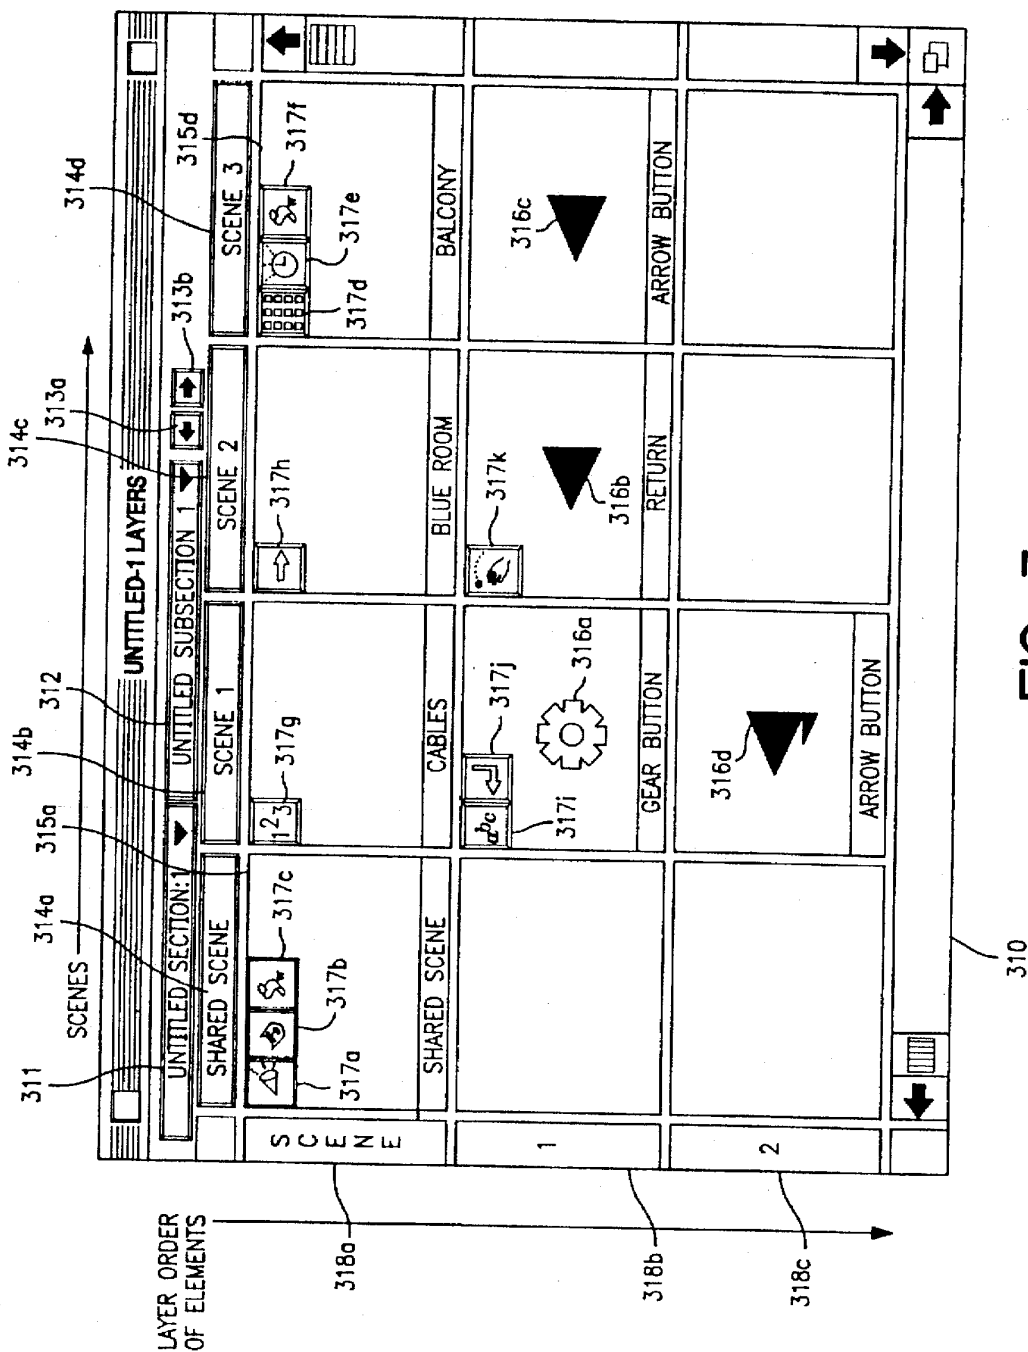 SCENES
UNTITLED-1 LAYERS
311
312
313a
313b
UNTITLED SECTION:1
UNTITLED SUBSECTION 1
314a
314b
314c
314d
SHARED SCENE
SCENE 1
SCENE 2
SCENE 3
315a
315d
LAYER ORDER
OF ELEMENTS
SCENE
317a
317b
317c
123
317g
317h
317d
317e
317f
SHARED SCENE
CABLES
BLUE ROOM
BALCONY
318a
1
abc
317i
317j
316a
317k
316b
316c
GEAR BUTTON
RETURN
ARROW BUTTON
318b
2
316d
ARROW BUTTON
318c
310